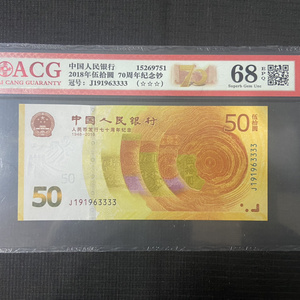 ACG
AI CANG GUARANTY
中国人民银行 15269751
2018年伍拾圆 70周年纪念钞
冠号: J191963333 (☆☆☆)
70
68 EPQ
Superb Gem Unc
中国人民银行
人民币发行七十周年纪念
1948-2018
50
伍拾圆
50
J191963333